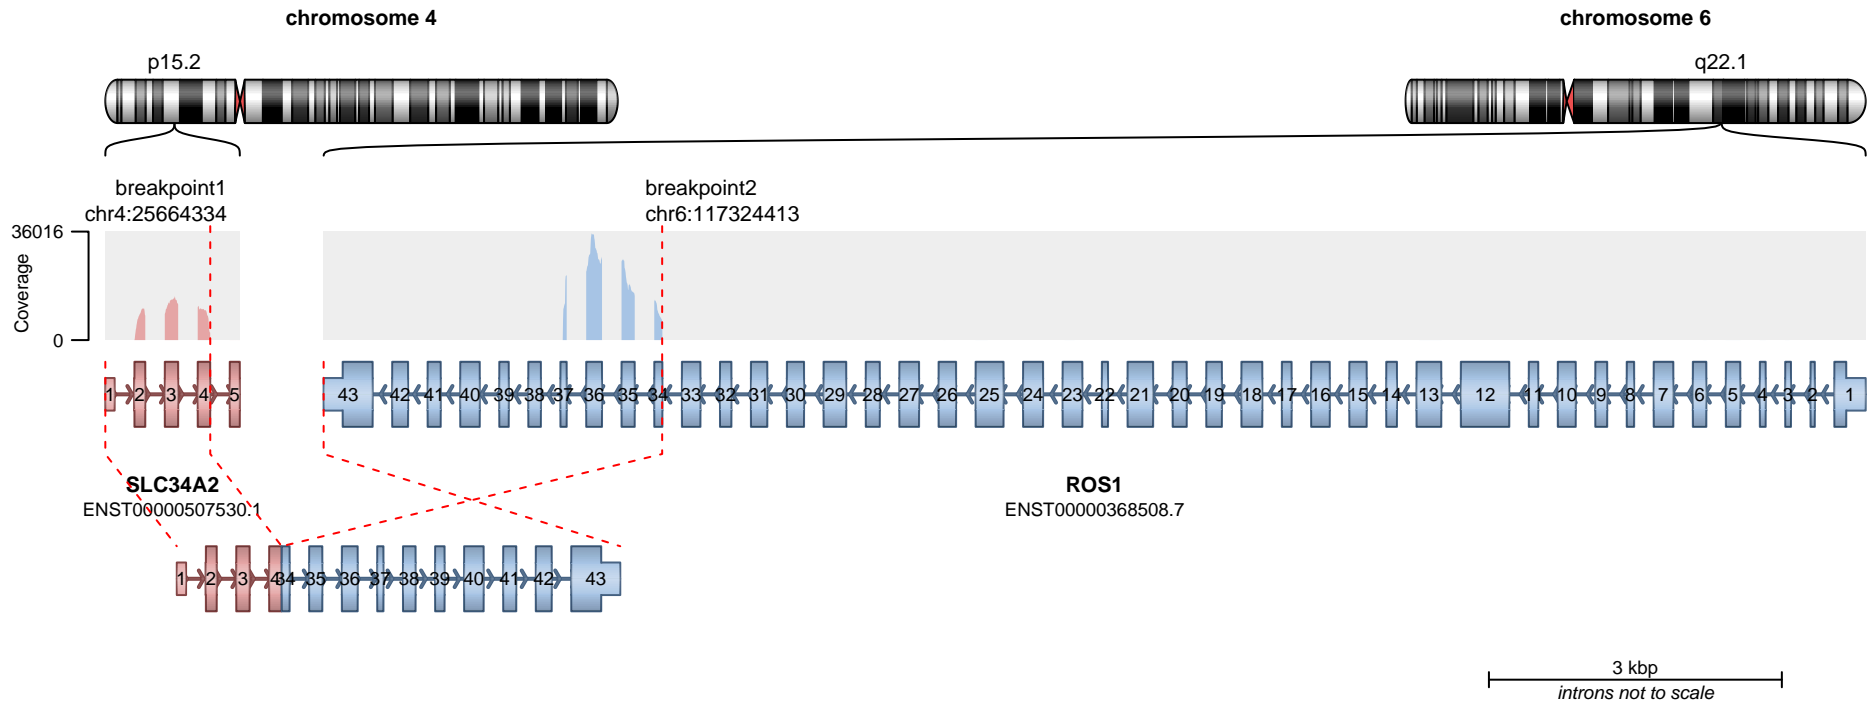 chromosome 4
chromosome 6
p15.2
q22.1
breakpoint1
chr4:25664334
breakpoint2
chr6:117324413
36016
Coverage
0
1 2 3 4 5
43 42 41 40 39 38 37 36 35 34 33 32 31 30 29 28 27 26 25 24 23 22 21 20 19 18 17 16 15 14 13 12 11 10 9 8 7 6 5 4 3 2 1
SLC34A2
ENST00000507530.1
ROS1
ENST00000368508.7
1 2 3 4 34 35 36 37 38 39 40 41 42 43
3 kbp
introns not to scale